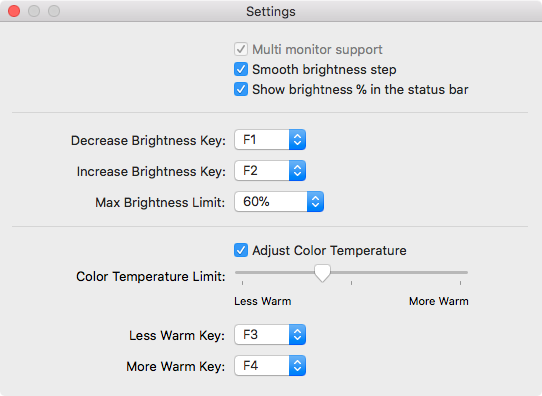 Settings
Multi monitor support
Smooth brightness step
Show brightness % in the status bar
Decrease Brightness Key: F1
Increase Brightness Key: F2
Max Brightness Limit: 60%
Adjust Color Temperature
Color Temperature Limit:
Less Warm More Warm
Less Warm Key: F3
More Warm Key: F4